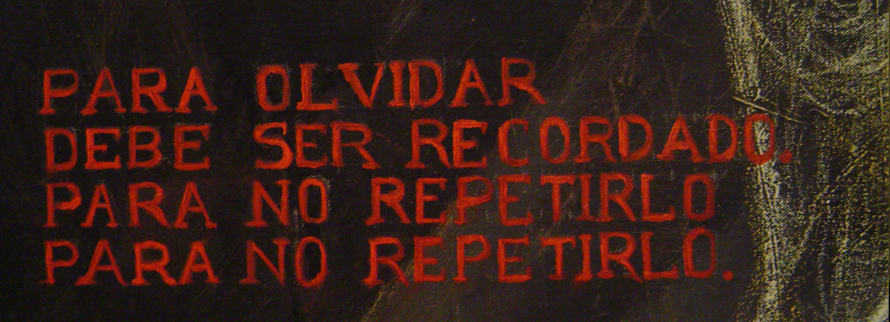 PARA OLVIDAR
DEBE SER RECORDADO.
PARA NO REPETIRLO
PARA NO REPETIRLO.